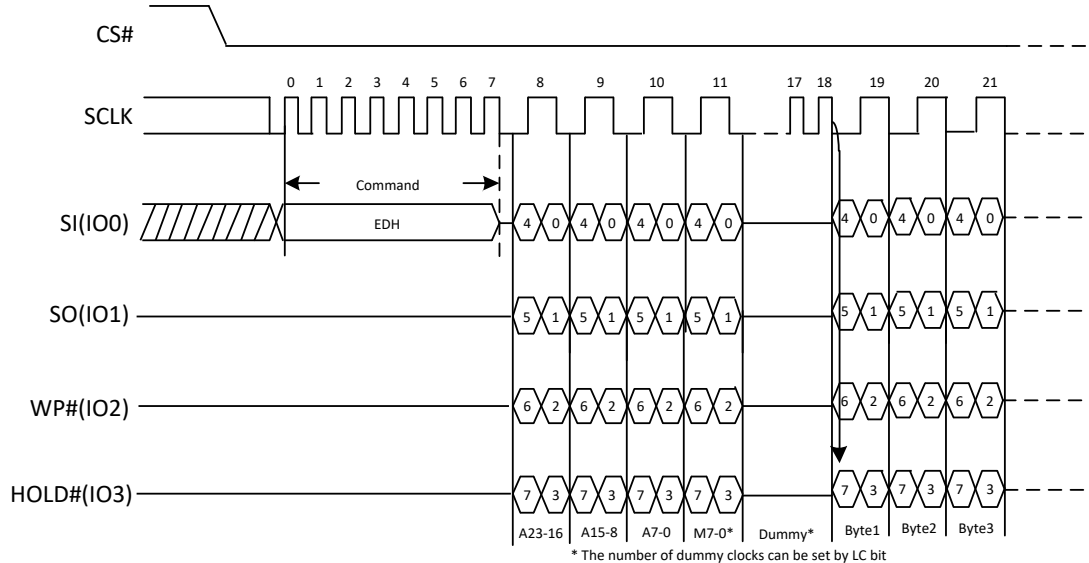 CS#
0 1 2 3 4 5 6 7 8 9 10 11 17 18 19 20 21
SCLK
Command
SI(IO0) EDH 4 0 4 0 4 0 4 0 4 0 4 0 4 0
SO(IO1) 5 1 5 1 5 1 5 1 5 1 5 1 5 1
WP#(IO2) 6 2 6 2 6 2 6 2 6 2 6 2 6 2
HOLD#(IO3) 7 3 7 3 7 3 7 3 7 3 7 3 7 3
A23-16 A15-8 A7-0 M7-0* Dummy* Byte1 Byte2 Byte3
* The number of dummy clocks can be set by LC bit